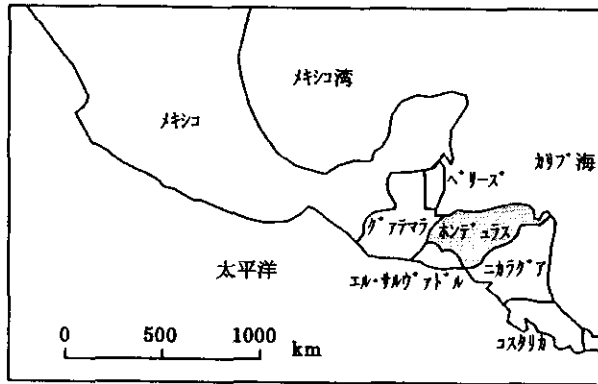 メキシコ湾
メキシコ
カリブ海
ベリーズ
グァテマラ
ホンデュラス
太平洋
エル・サルヴァドル
ニカラグア
0 500 1000 km
コスタリカ